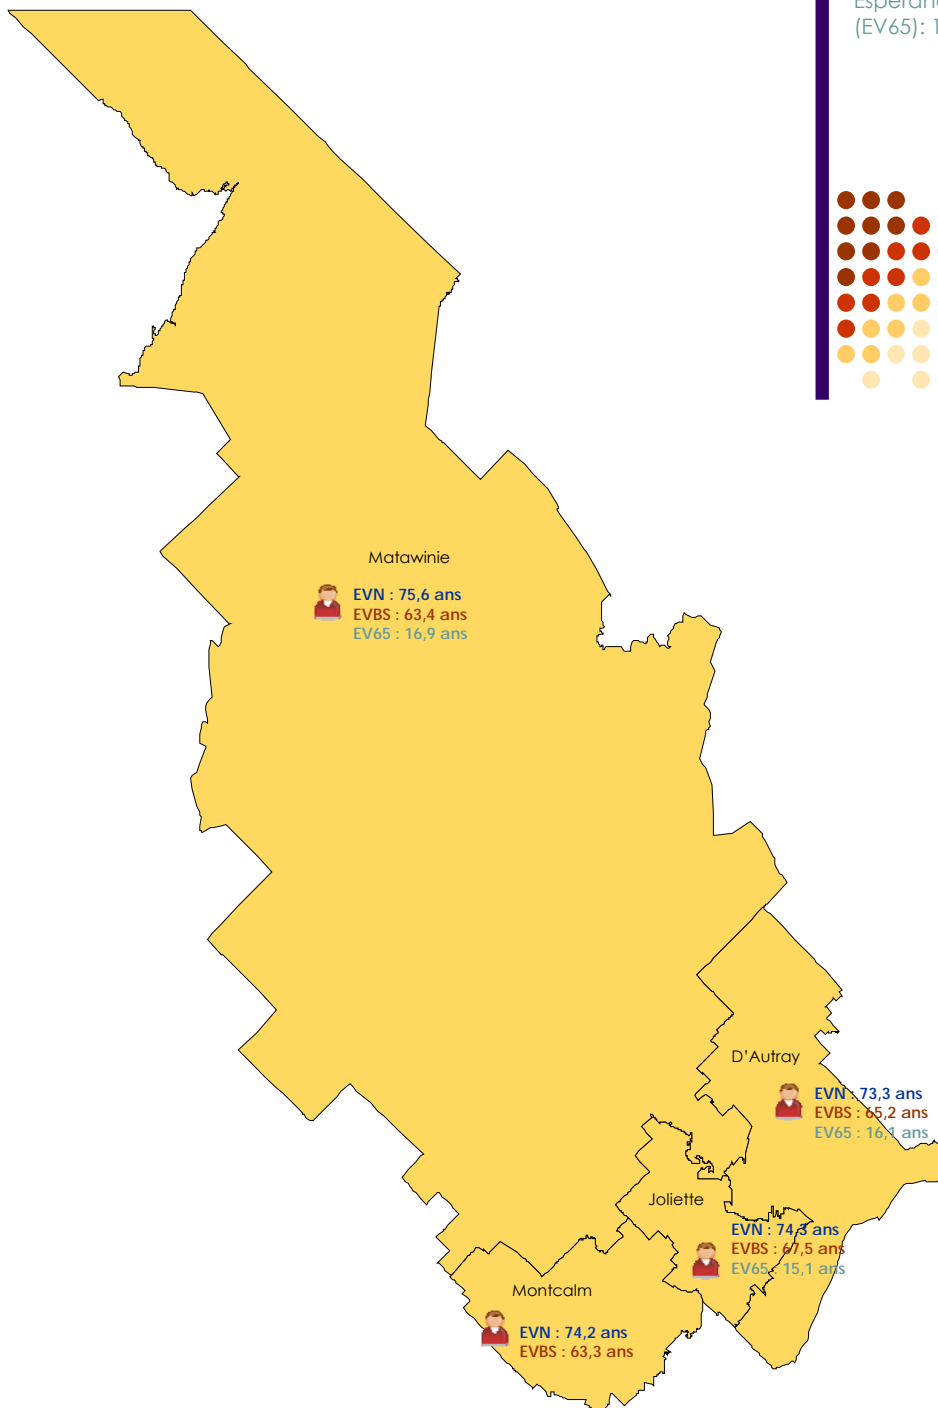 (EV65): 1
Matawinie
EVN : 75,6 ans
EVBS : 63,4 ans
EV65 : 16,9 ans
D'Autray
EVN : 73,3 ans
EVBS : 65,2 ans
EV65 : 16,1 ans
Joliette
EVN : 74,3 ans
EVBS : 67,5 ans
EV65 : 15,1 ans
Montcalm
EVN : 74,2 ans
EVBS : 63,3 ans